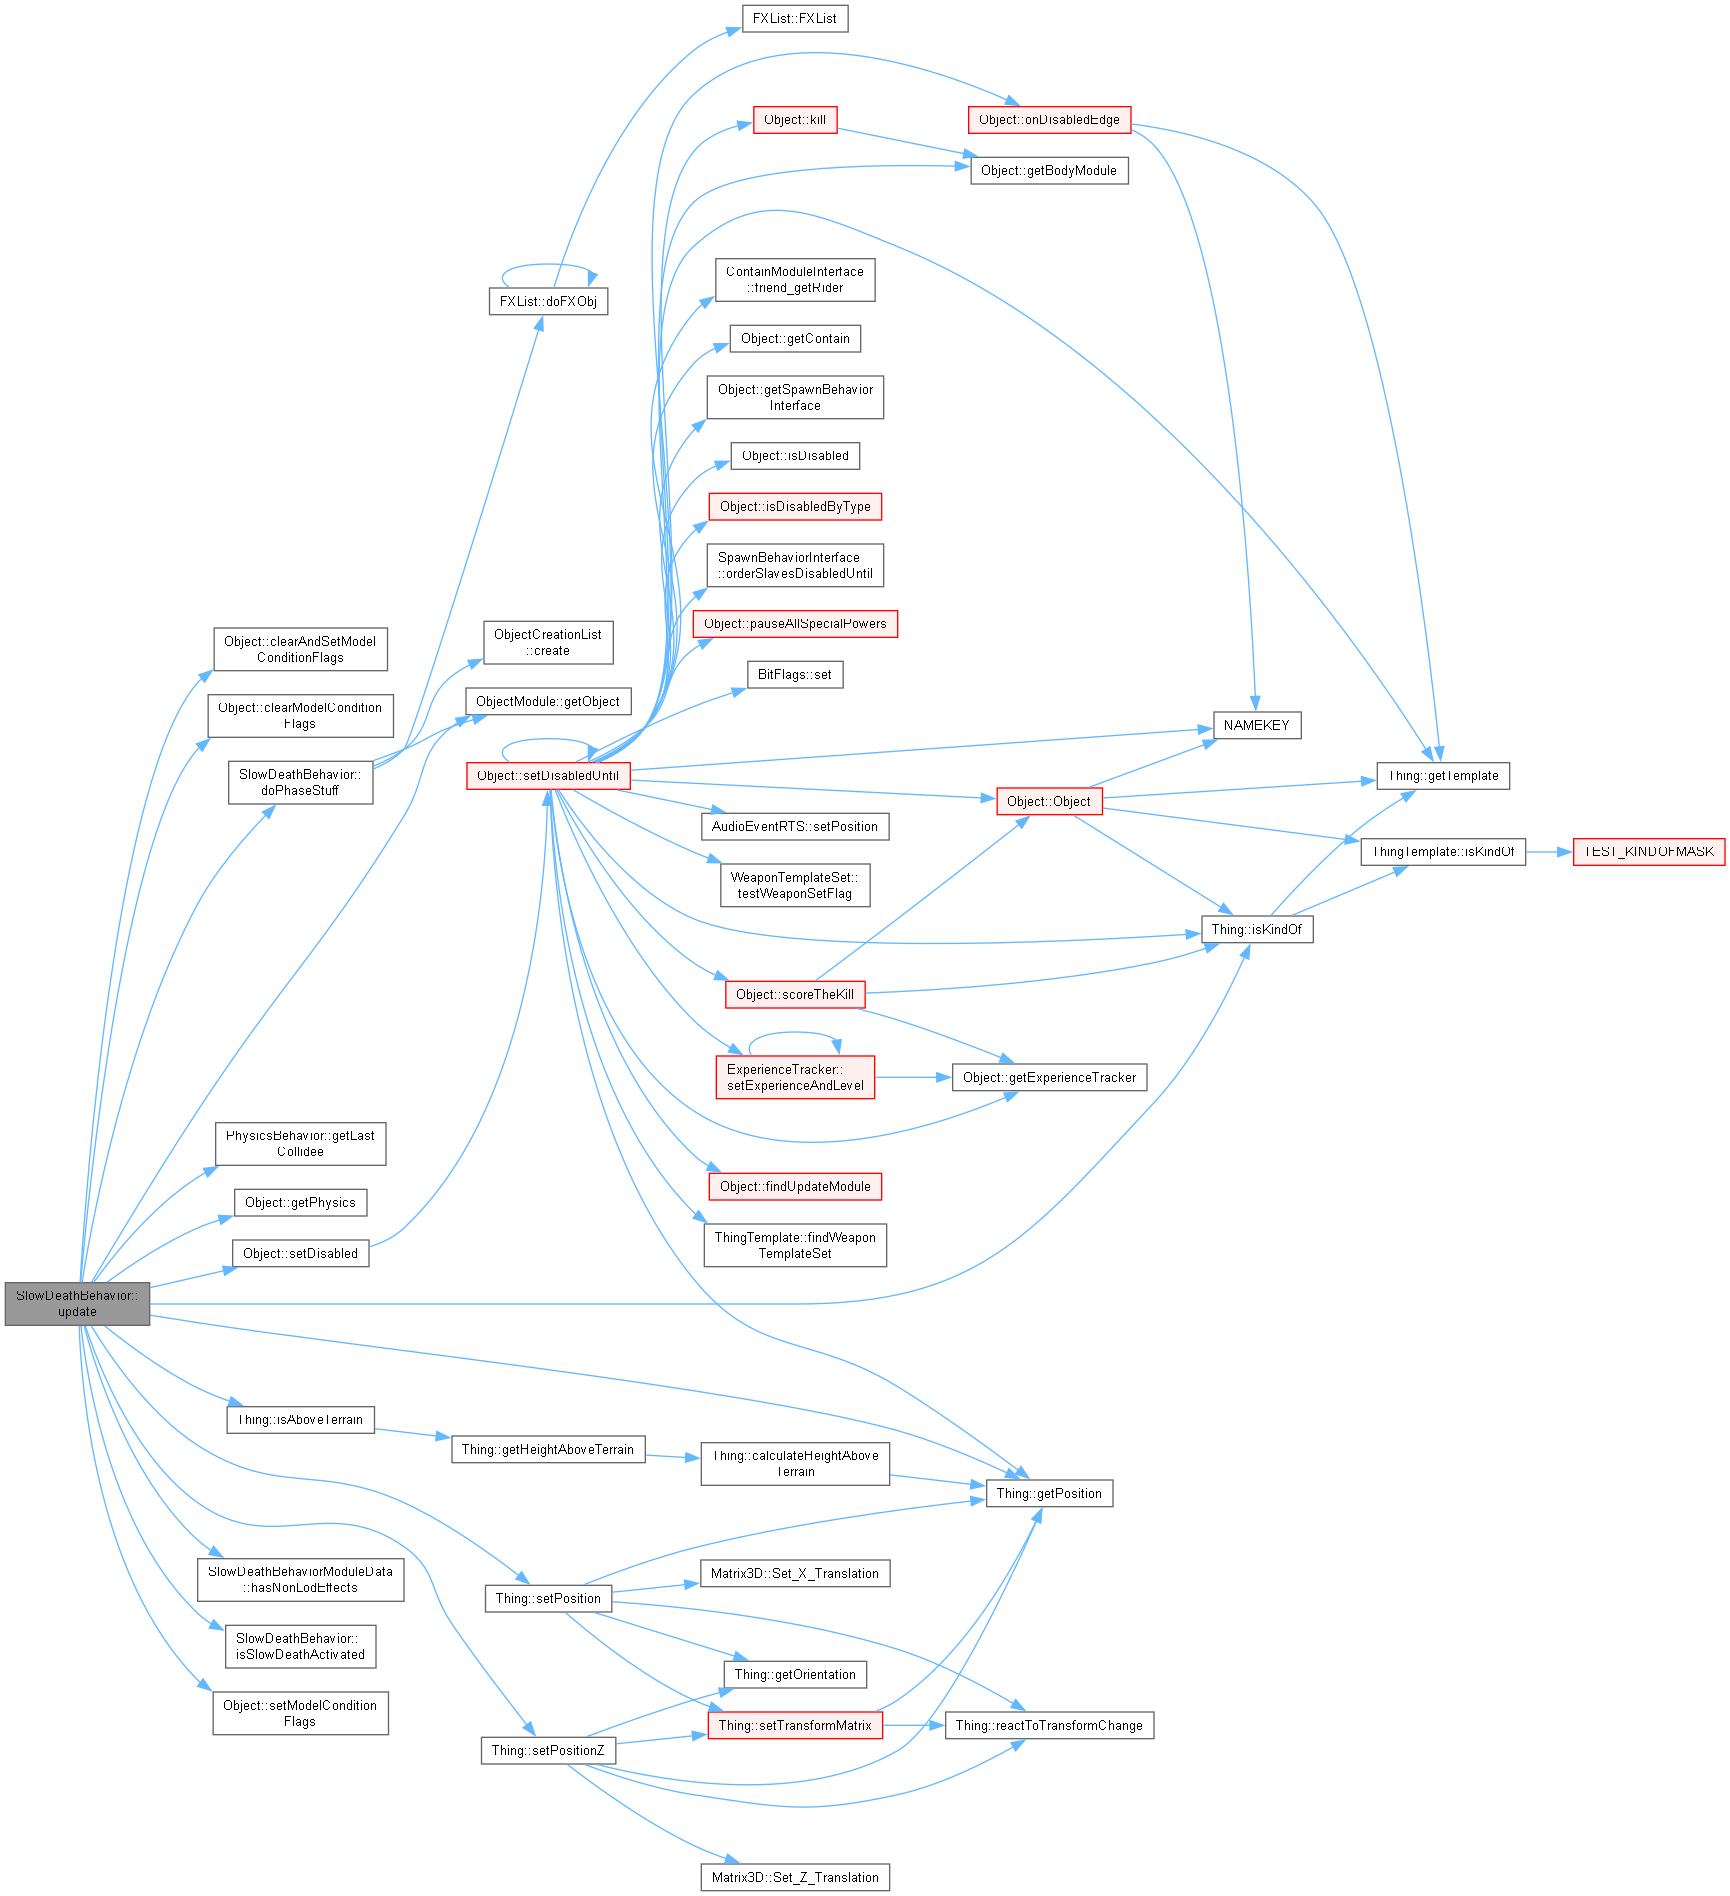 FXList::FXList
Object::kill
Object::onDisabledEdge
Object::getBodyModule
ContainModuleInterface
::friend_getRider
FXList::doFXObj
Object::getContain
Object::getSpawnBehavior
Interface
Object::isDisabled
Object::isDisabledByType
SpawnBehaviorInterface
::orderSlavesDisabledUntil
Object::pauseAllSpecialPowers
Object::clearAndSetModel
ConditionFlags
ObjectCreationList
::create
BitFlags::set
ObjectModule::getObject
Object::clearModelCondition
Flags
NAMEKEY
SlowDeathBehavior::
doPhaseStuff
Object::setDisabledUntil
Thing::getTemplate
Object::Object
AudioEventRTS::setPosition
ThingTemplate::isKindOf
TEST_KINDOFMASK
WeaponTemplateSet::
testWeaponSetFlag
Thing::isKindOf
Object::scoreTheKill
ExperienceTracker::
setExperienceAndLevel
Object::getExperienceTracker
PhysicsBehavior::getLast
Collidee
Object::findUpdateModule
Object::getPhysics
ThingTemplate::findWeapon
TemplateSet
Object::setDisabled
SlowDeathBehavior::
update
Thing::isAboveTerrain
Thing::getHeightAboveTerrain
Thing::calculateHeightAbove
Terrain
Thing::getPosition
SlowDeathBehaviorModuleData
::hasNonLodEffects
Matrix3D::Set_X_Translation
Thing::setPosition
SlowDeathBehavior::
isSlowDeathActivated
Thing::getOrientation
Object::setModelCondition
Flags
Thing::setTransformMatrix
Thing::reactToTransformChange
Thing::setPositionZ
Matrix3D::Set_Z_Translation